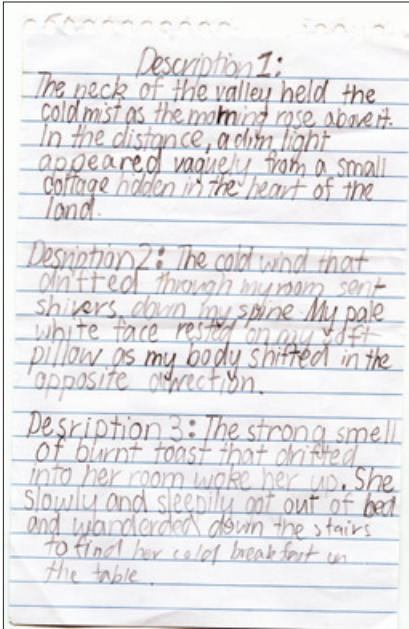 Description 1:
The neck of the valley held the
cold mist as the morning rose above it.
In the distance, a dim light
appeared vaguely from a small
cottage hidden in the heart of the
land.
Desription 2: The cold wind that
drifted through my room sent
shivers down my spine. My pale
white face rested on my soft
pillow as my body shifted in the
opposite direction.
Desription 3: The strong smell
of burnt toast that drifted
into her room woke her up. She
slowly and sleepily got out of bed
and wanderded down the stairs
to find her cold breakfast on
the table.